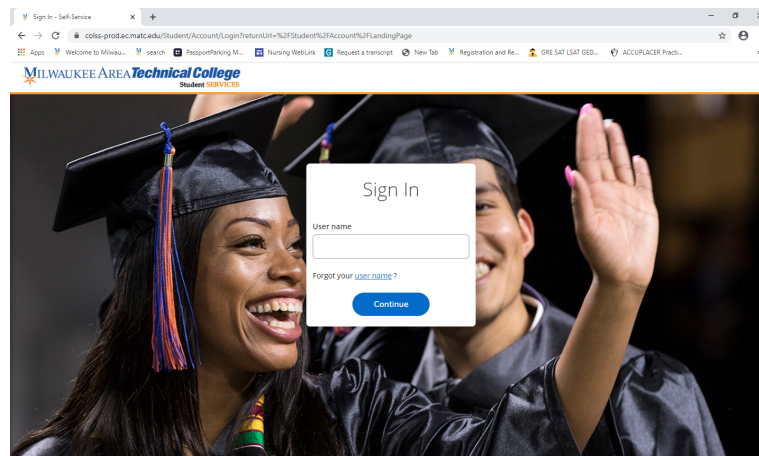 Sign In - Self-Service
colss-prod.ec.matc.edu/Student/Account/Login?returnUrl=%2FStudent%2FAccount%2FLandingPage
Apps Welcome to Milwau... search PassportParking M... Nursing WebLink Request a transcript New Tab Registration and Re... GRE SAT LSAT GED... ACCUPLACER Practi...
MILWAUKEE AREA Technical College
Student SERVICES
Sign In
User name
Forgot your user name ?
Continue